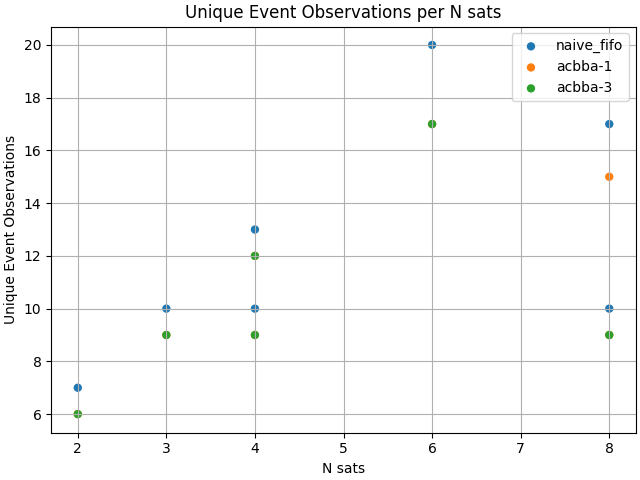 Unique Event Observations per N sats
naive_fifo
acbba-1
acbba-3
Unique Event Observations
20
18
16
14
12
10
8
6
2
3
4
5
6
7
8
N sats